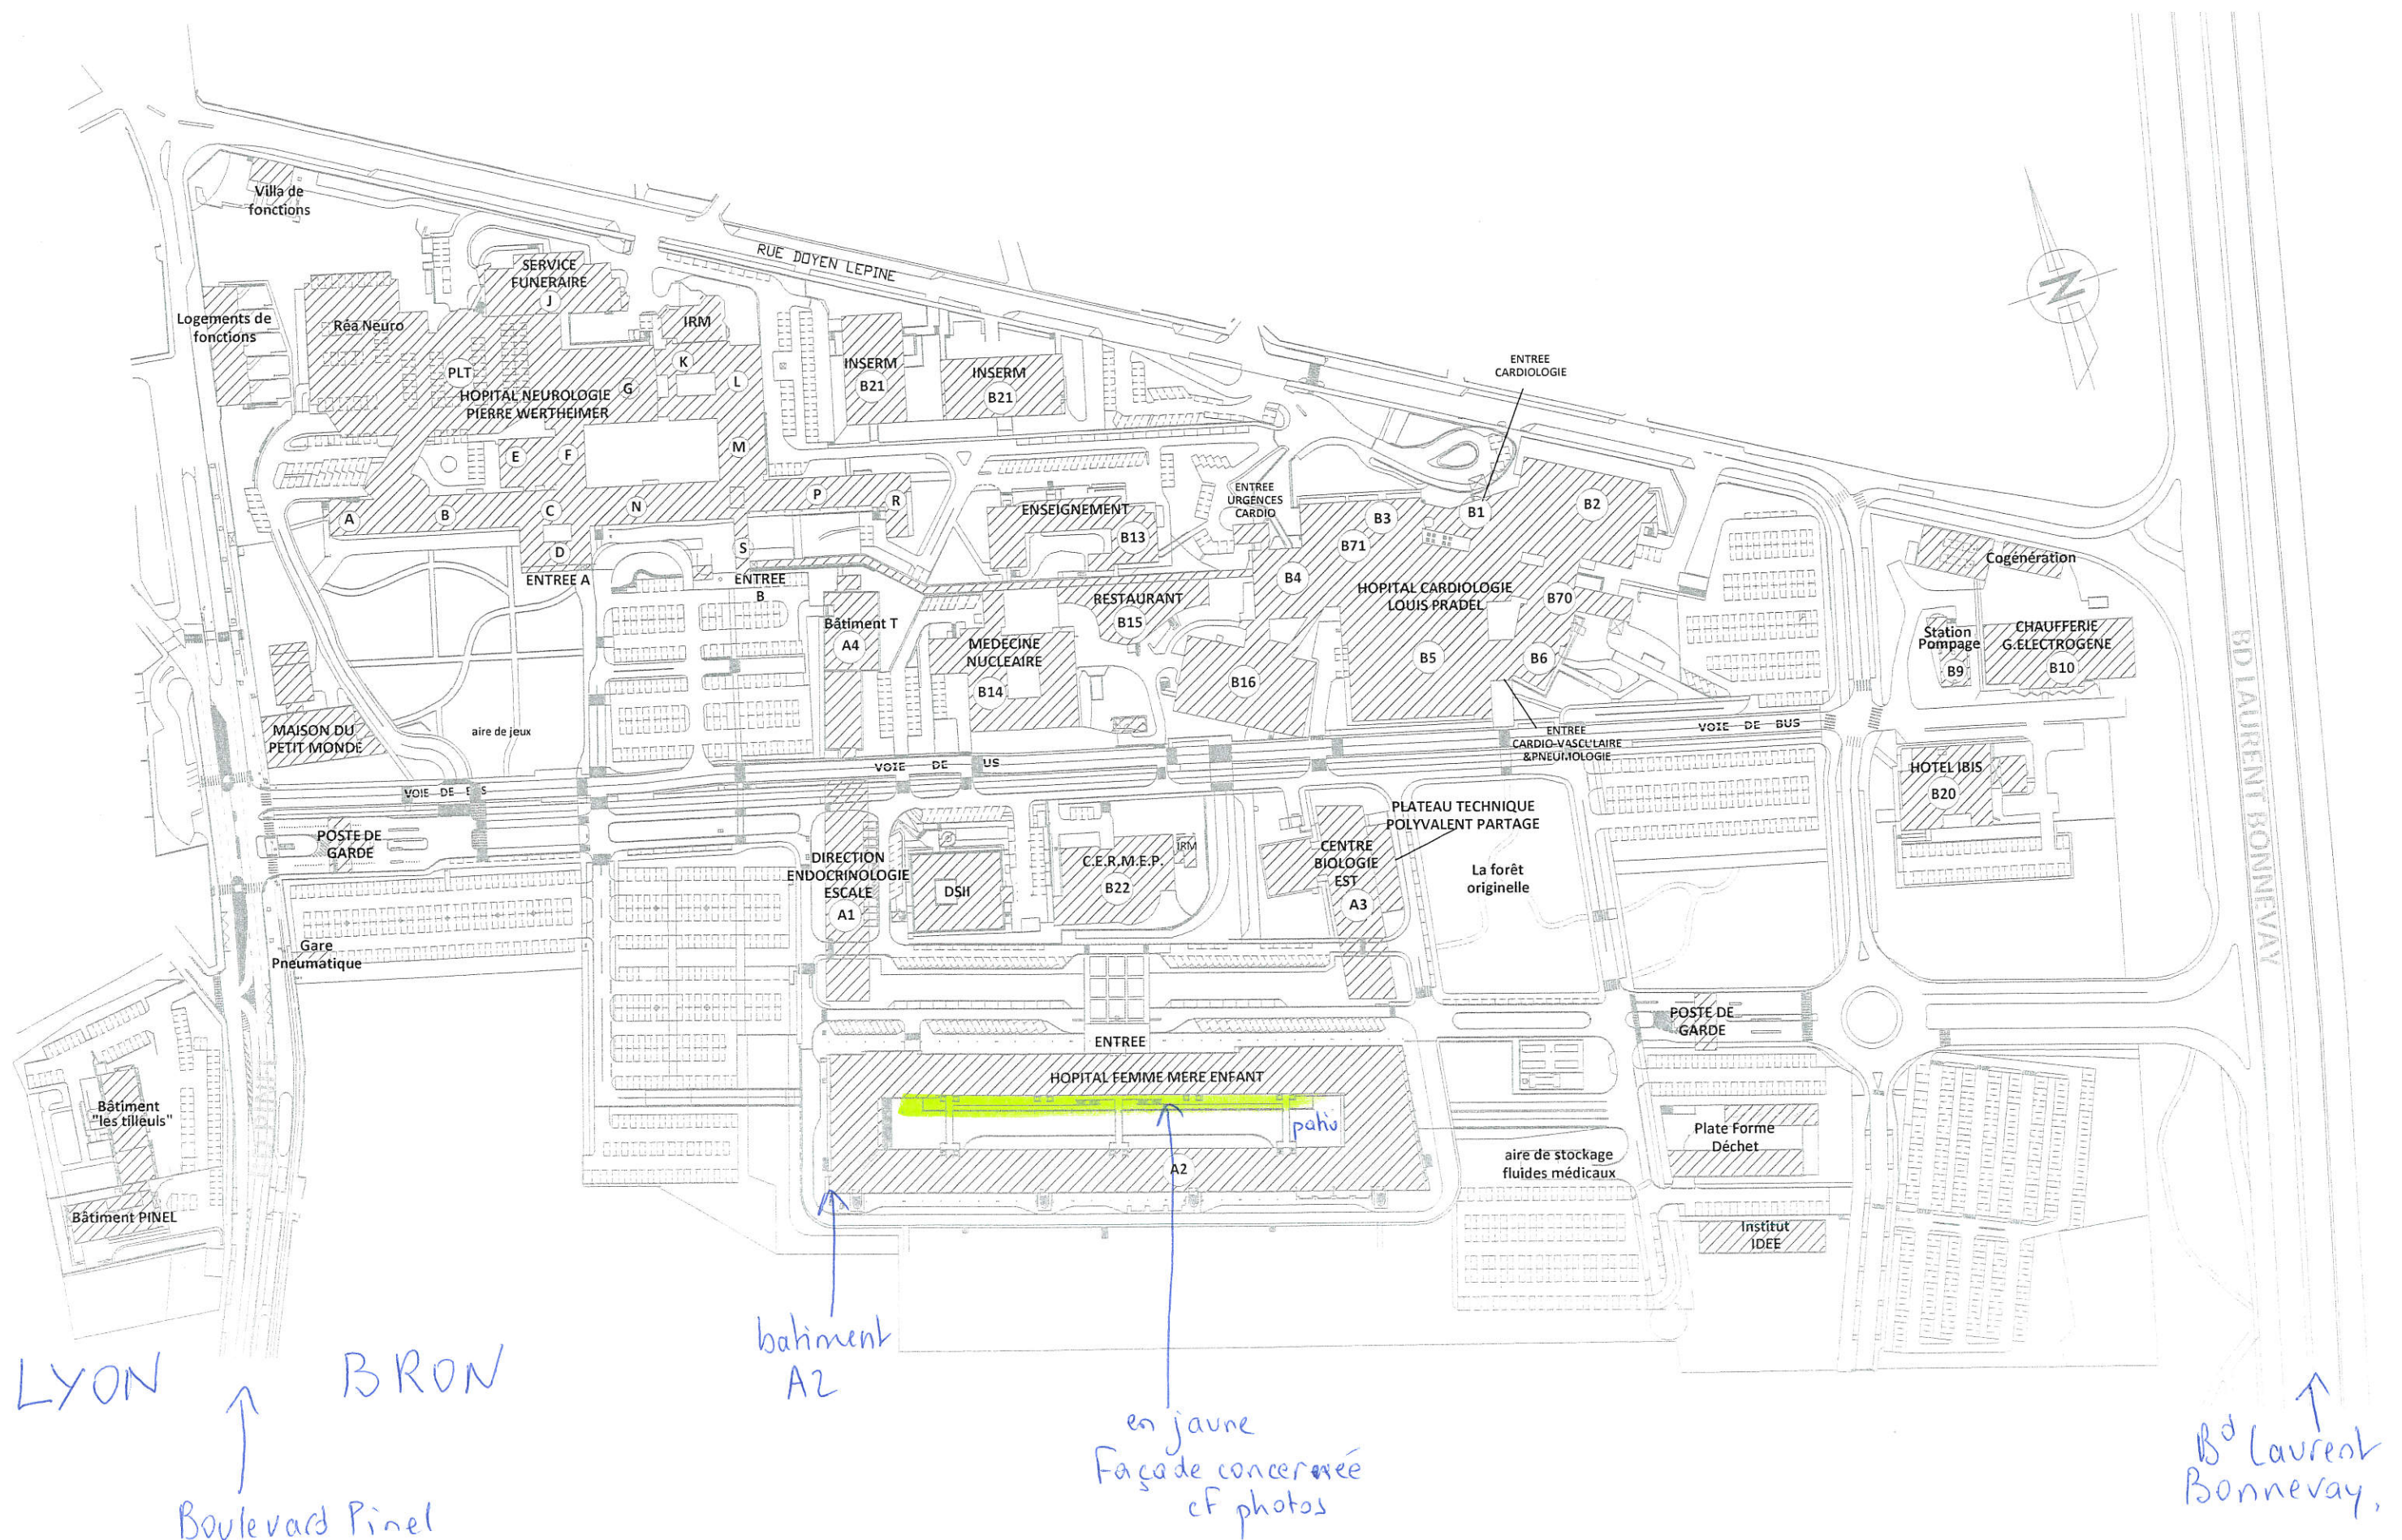 Villa de
fonctions
RUE DOYEN LEPINE
SERVICE
FUNERAIRE
J
Logements de
fonctions
Réa Neuro
IRM
K
L
PLT
G
HOPITAL NEUROLOGIE
PIERRE WERTHEIMER
INSERM
B21
INSERM
B21
ENTREE
CARDIOLOGIE
E
F
M
A
B
C
N
P
R
D
S
ENTREE A
ENTREE
B
ENSEIGNEMENT
B13
ENTREE
URGENCES
CARDIO
B3
B71
B1
B2
B4
HOPITAL CARDIOLOGIE
LOUIS PRADEL
B70
B5
B6
Cogénération
Station
Pompage
B9
CHAUFFERIE
G.ELECTROGENE
B10
Bâtiment T
A4
RESTAURANT
B15
MEDECINE
NUCLEAIRE
B14
B16
MAISON DU
PETIT MONDE
aire de jeux
ENTREE
CARDIO-VASCULAIRE
&PNEUMOLOGIE
VOIE DE BUS
VOIE DE US
VOIE DE BUS
HOTEL IBIS
B20
BD LAURENT BONNEVAY
POSTE DE
GARDE
DIRECTION
ENDOCRINOLOGIE
ESCALE
A1
DSII
C.E.R.M.E.P.
B22
IRM
PLATEAU TECHNIQUE
POLYVALENT PARTAGE
CENTRE
BIOLOGIE
EST
A3
La forêt
originelle
Gare
Pneumatique
POSTE DE
GARDE
ENTREE
HOPITAL FEMME MERE ENFANT
patio
A2
Bâtiment
"les tilleuls"
Bâtiment PINEL
aire de stockage
fluides médicaux
Plate Forme
Déchet
Institut
IDEE
LYON
BRON
Boulevard Pinel
batiment
A2
en jaune
Façade concernée
cf photos
Bd Laurent
Bonnevay,
N